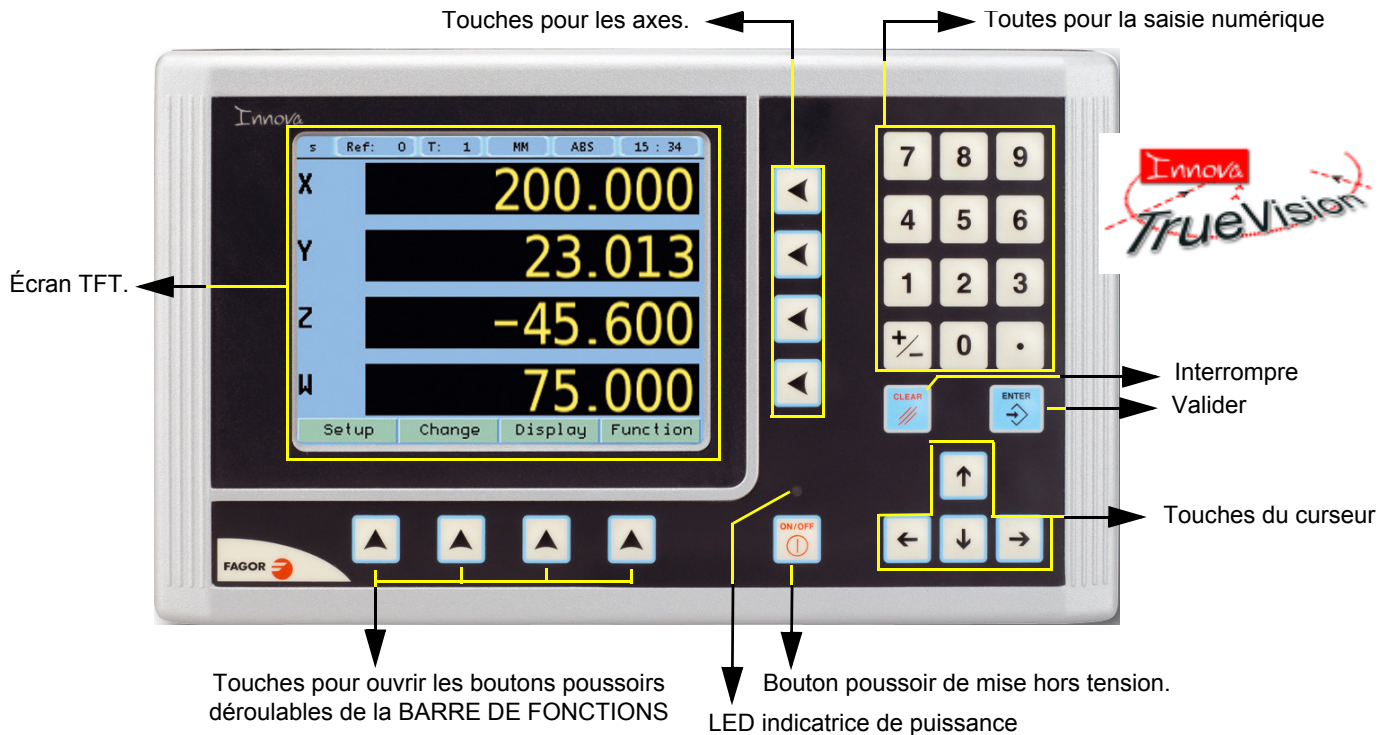 Touches pour les axes.
Toutes pour la saisie numérique
Innova
s Ref: 0 T: 1 MM ABS 15 : 34
X 200.000
Y 23.013
Z -45.600
W 75.000
Setup Change Display Function
Écran TFT.
7 8 9
4 5 6
1 2 3
+/- 0 .
Innova
TrueVision
CLEAR
ENTER
Interrompre
Valider
ON/OFF
Touches du curseur
FAGOR
Touches pour ouvrir les boutons poussoirs
déroulables de la BARRE DE FONCTIONS
Bouton poussoir de mise hors tension.
LED indicatrice de puissance